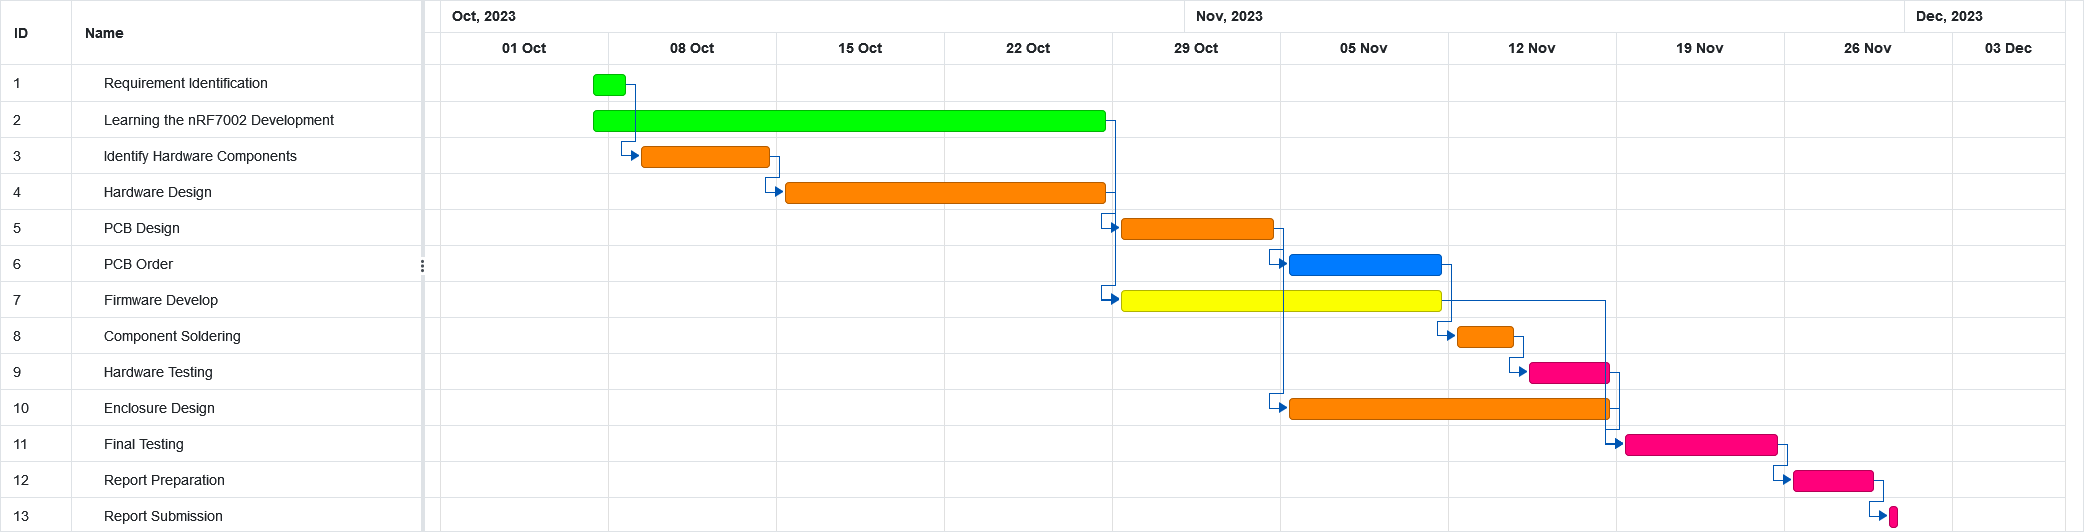 Oct, 2023 Nov, 2023 Dec, 2023
ID Name
01 Oct 08 Oct 15 Oct 22 Oct 29 Oct 05 Nov 12 Nov 19 Nov 26 Nov 03 Dec
1 Requirement Identification
2 Learning the nRF7002 Development
3 Identify Hardware Components
4 Hardware Design
5 PCB Design
6 PCB Order
7 Firmware Develop
8 Component Soldering
9 Hardware Testing
10 Enclosure Design
11 Final Testing
12 Report Preparation
13 Report Submission